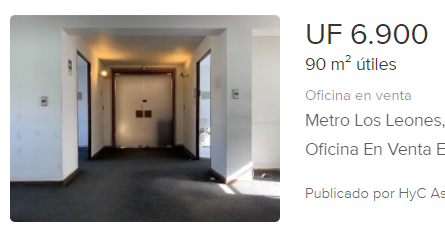 UF 6.900
90 m² útiles
Oficina en venta
Metro Los Leones,
Oficina En Venta E
Publicado por HyC As